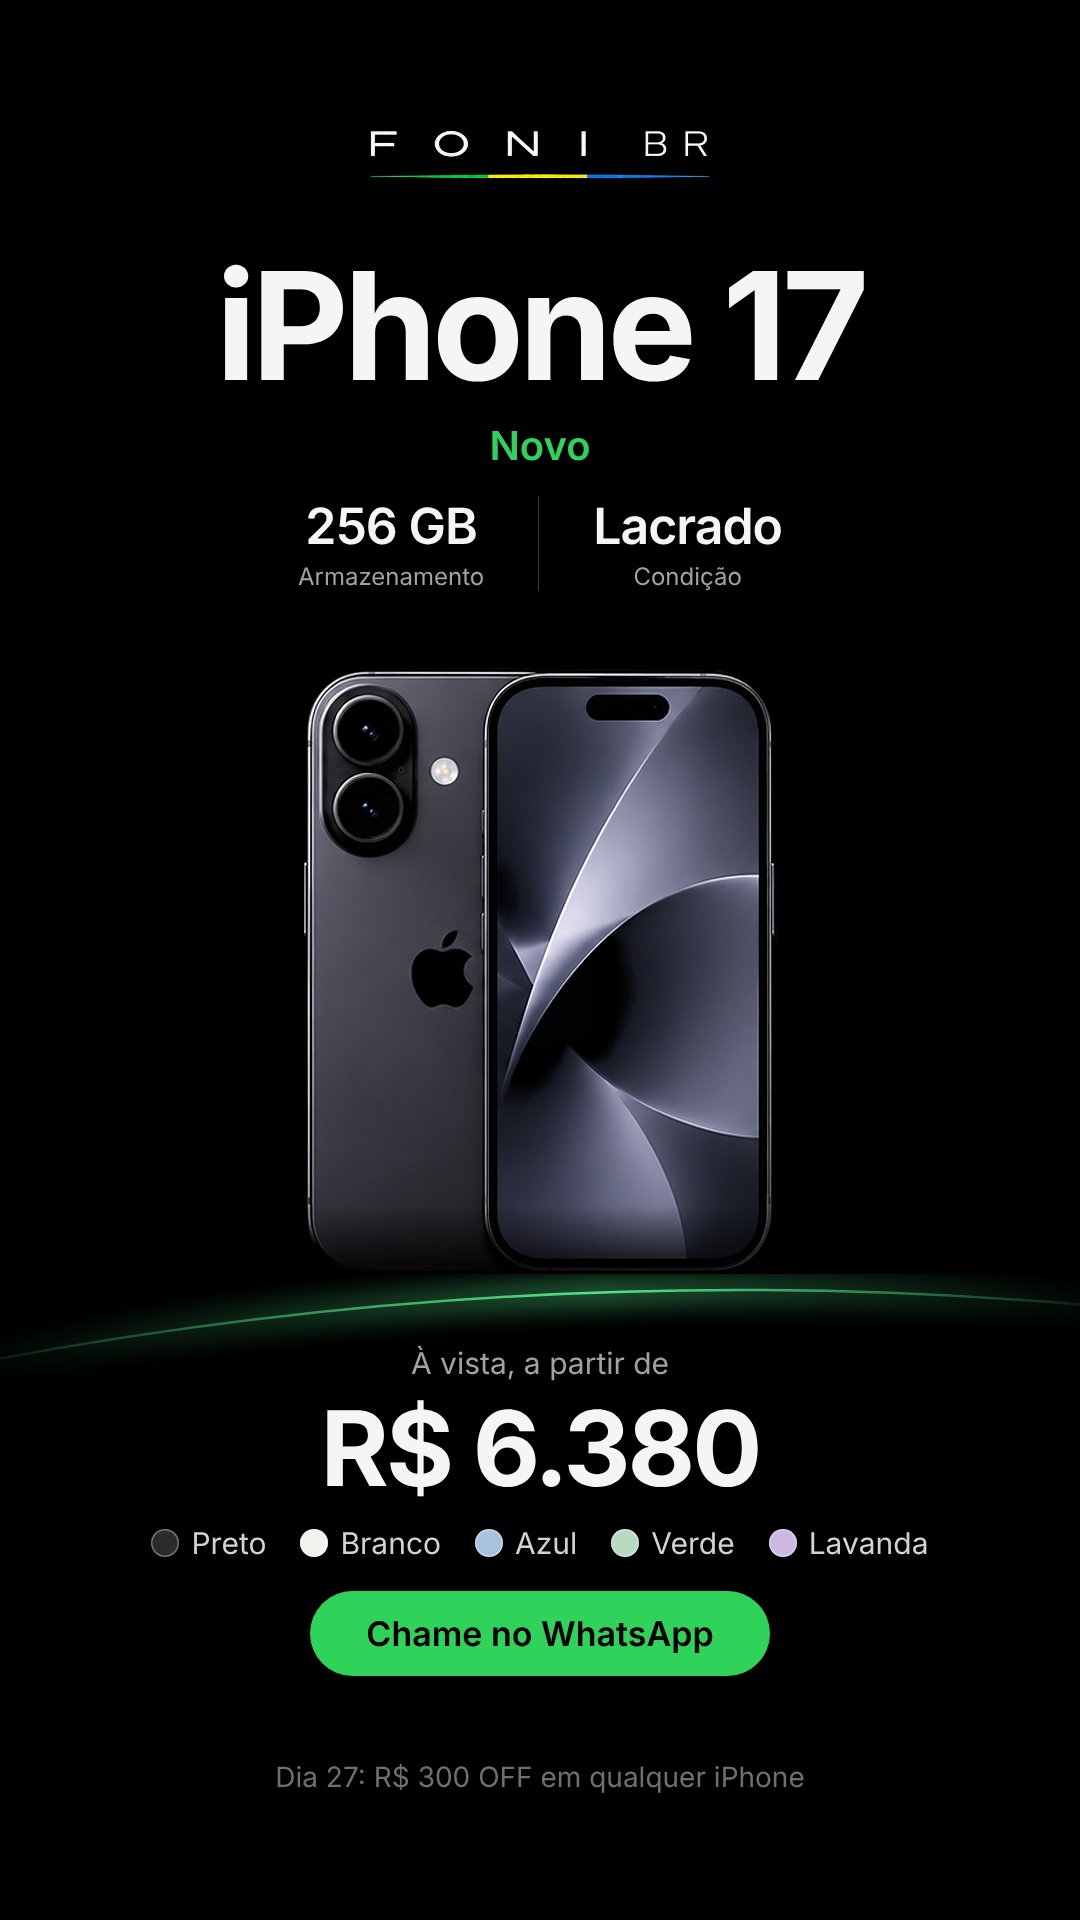 FONI BR
iPhone 17
Novo
256 GB
Armazenamento
Lacrado
Condição
À vista, a partir de
R$ 6.380
Preto Branco Azul Verde Lavanda
Chame no WhatsApp
Dia 27: R$ 300 OFF em qualquer iPhone